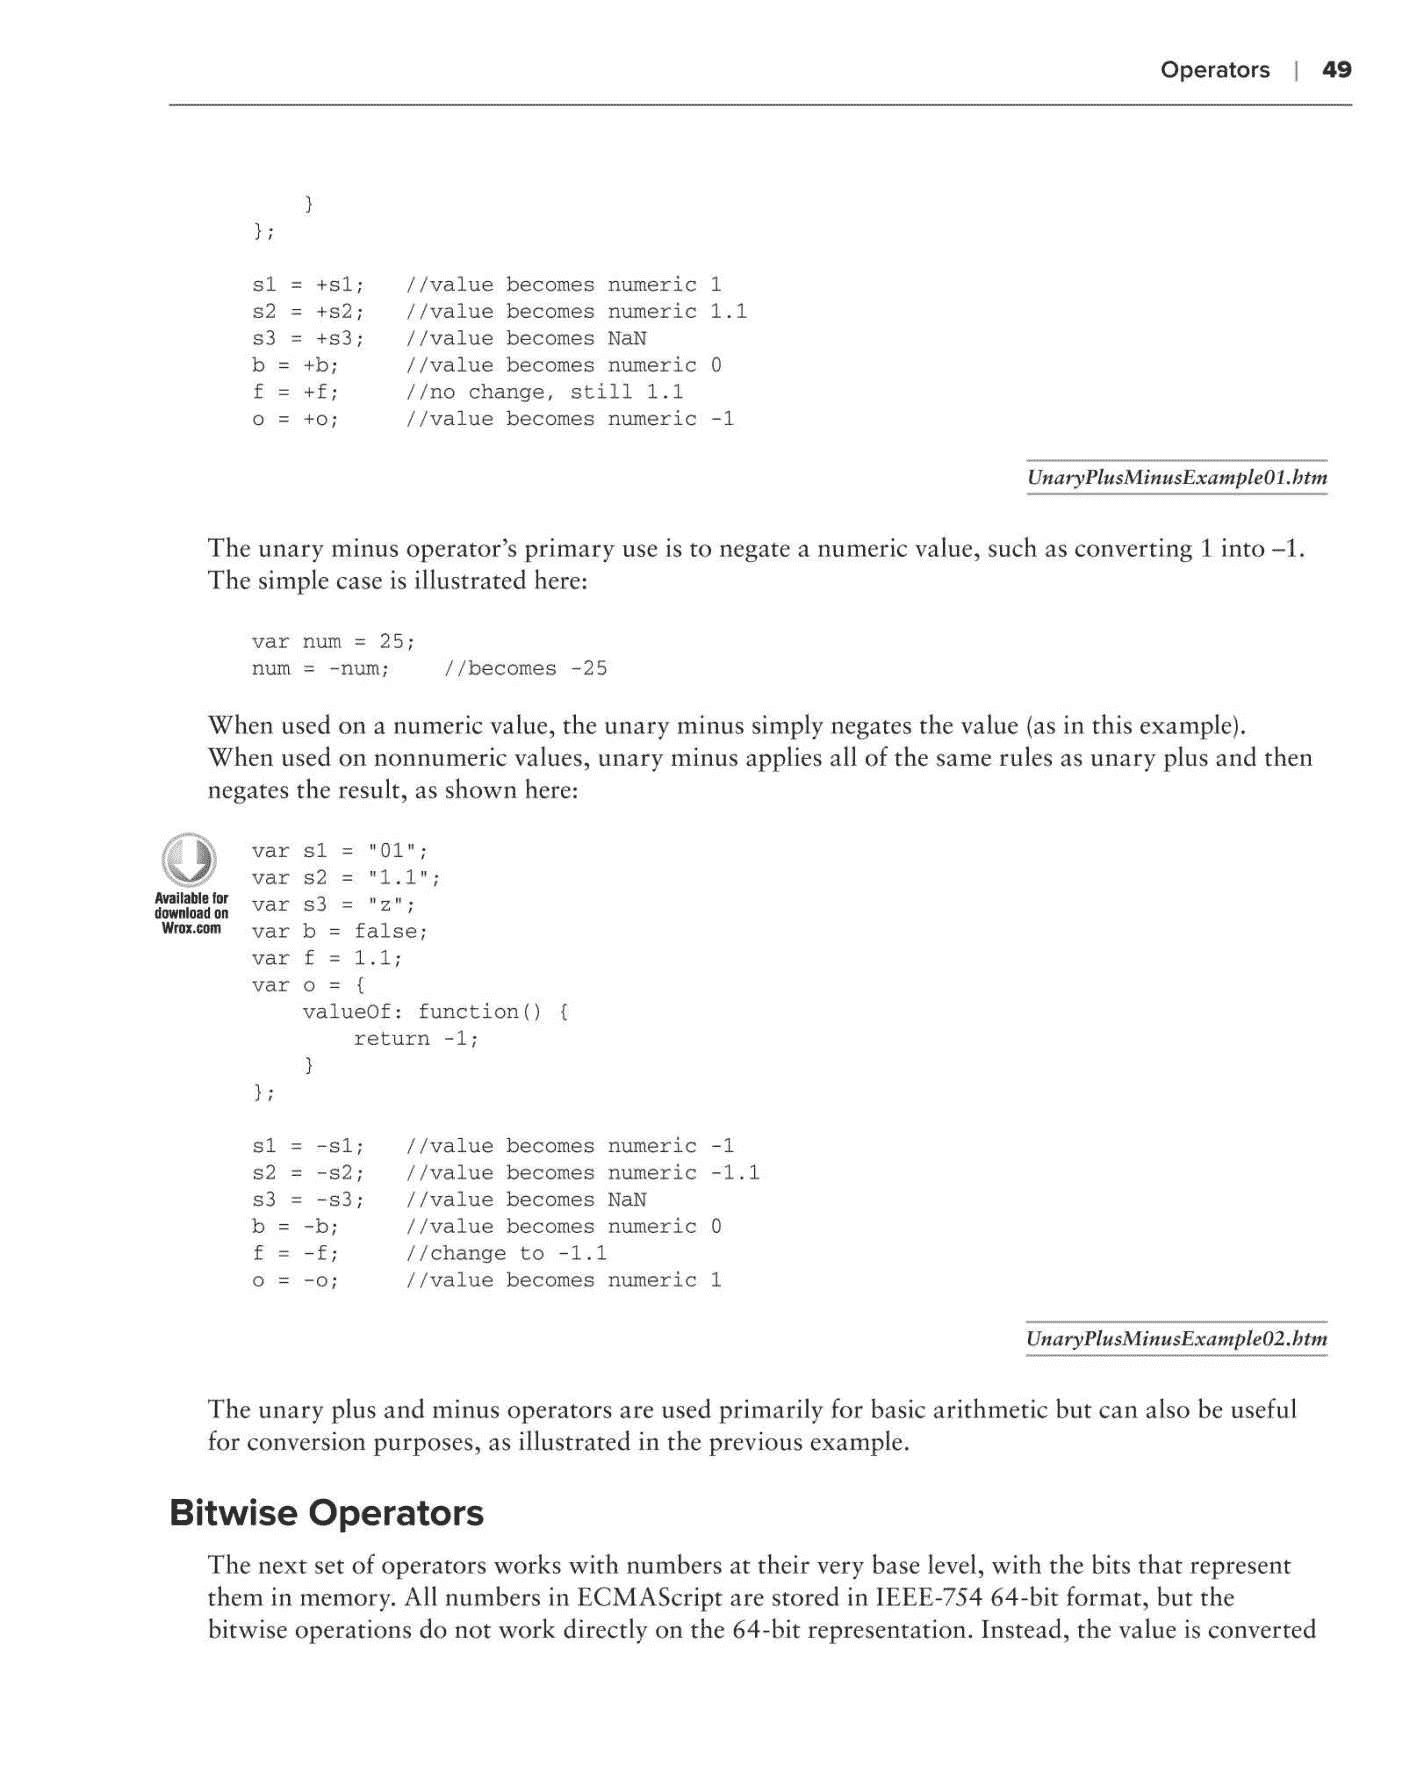 Operators | 49
}
};
s1 = +s1; //value becomes numeric 1
s2 = +s2; //value becomes numeric 1.1
s3 = +s3; //value becomes NaN
b = +b; //value becomes numeric 0
f = +f; //no change, still 1.1
o = +o; //value becomes numeric -1
UnaryPlusMinusExample01.htm
The unary minus operator’s primary use is to negate a numeric value, such as converting 1 into –1.
The simple case is illustrated here:
var num = 25;
num = -num; //becomes -25
When used on a numeric value, the unary minus simply negates the value (as in this example).
When used on nonnumeric values, unary minus applies all of the same rules as unary plus and then
negates the result, as shown here:
Available for
download on
Wrox.com
var s1 = "01";
var s2 = "1.1";
var s3 = "z";
var b = false;
var f = 1.1;
var o = {
valueOf: function() {
return -1;
}
};
s1 = -s1; //value becomes numeric -1
s2 = -s2; //value becomes numeric -1.1
s3 = -s3; //value becomes NaN
b = -b; //value becomes numeric 0
f = -f; //change to -1.1
o = -o; //value becomes numeric 1
UnaryPlusMinusExample02.htm
The unary plus and minus operators are used primarily for basic arithmetic but can also be useful
for conversion purposes, as illustrated in the previous example.
Bitwise Operators
The next set of operators works with numbers at their very base level, with the bits that represent
them in memory. All numbers in ECMAScript are stored in IEEE-754 64-bit format, but the
bitwise operations do not work directly on the 64-bit representation. Instead, the value is converted